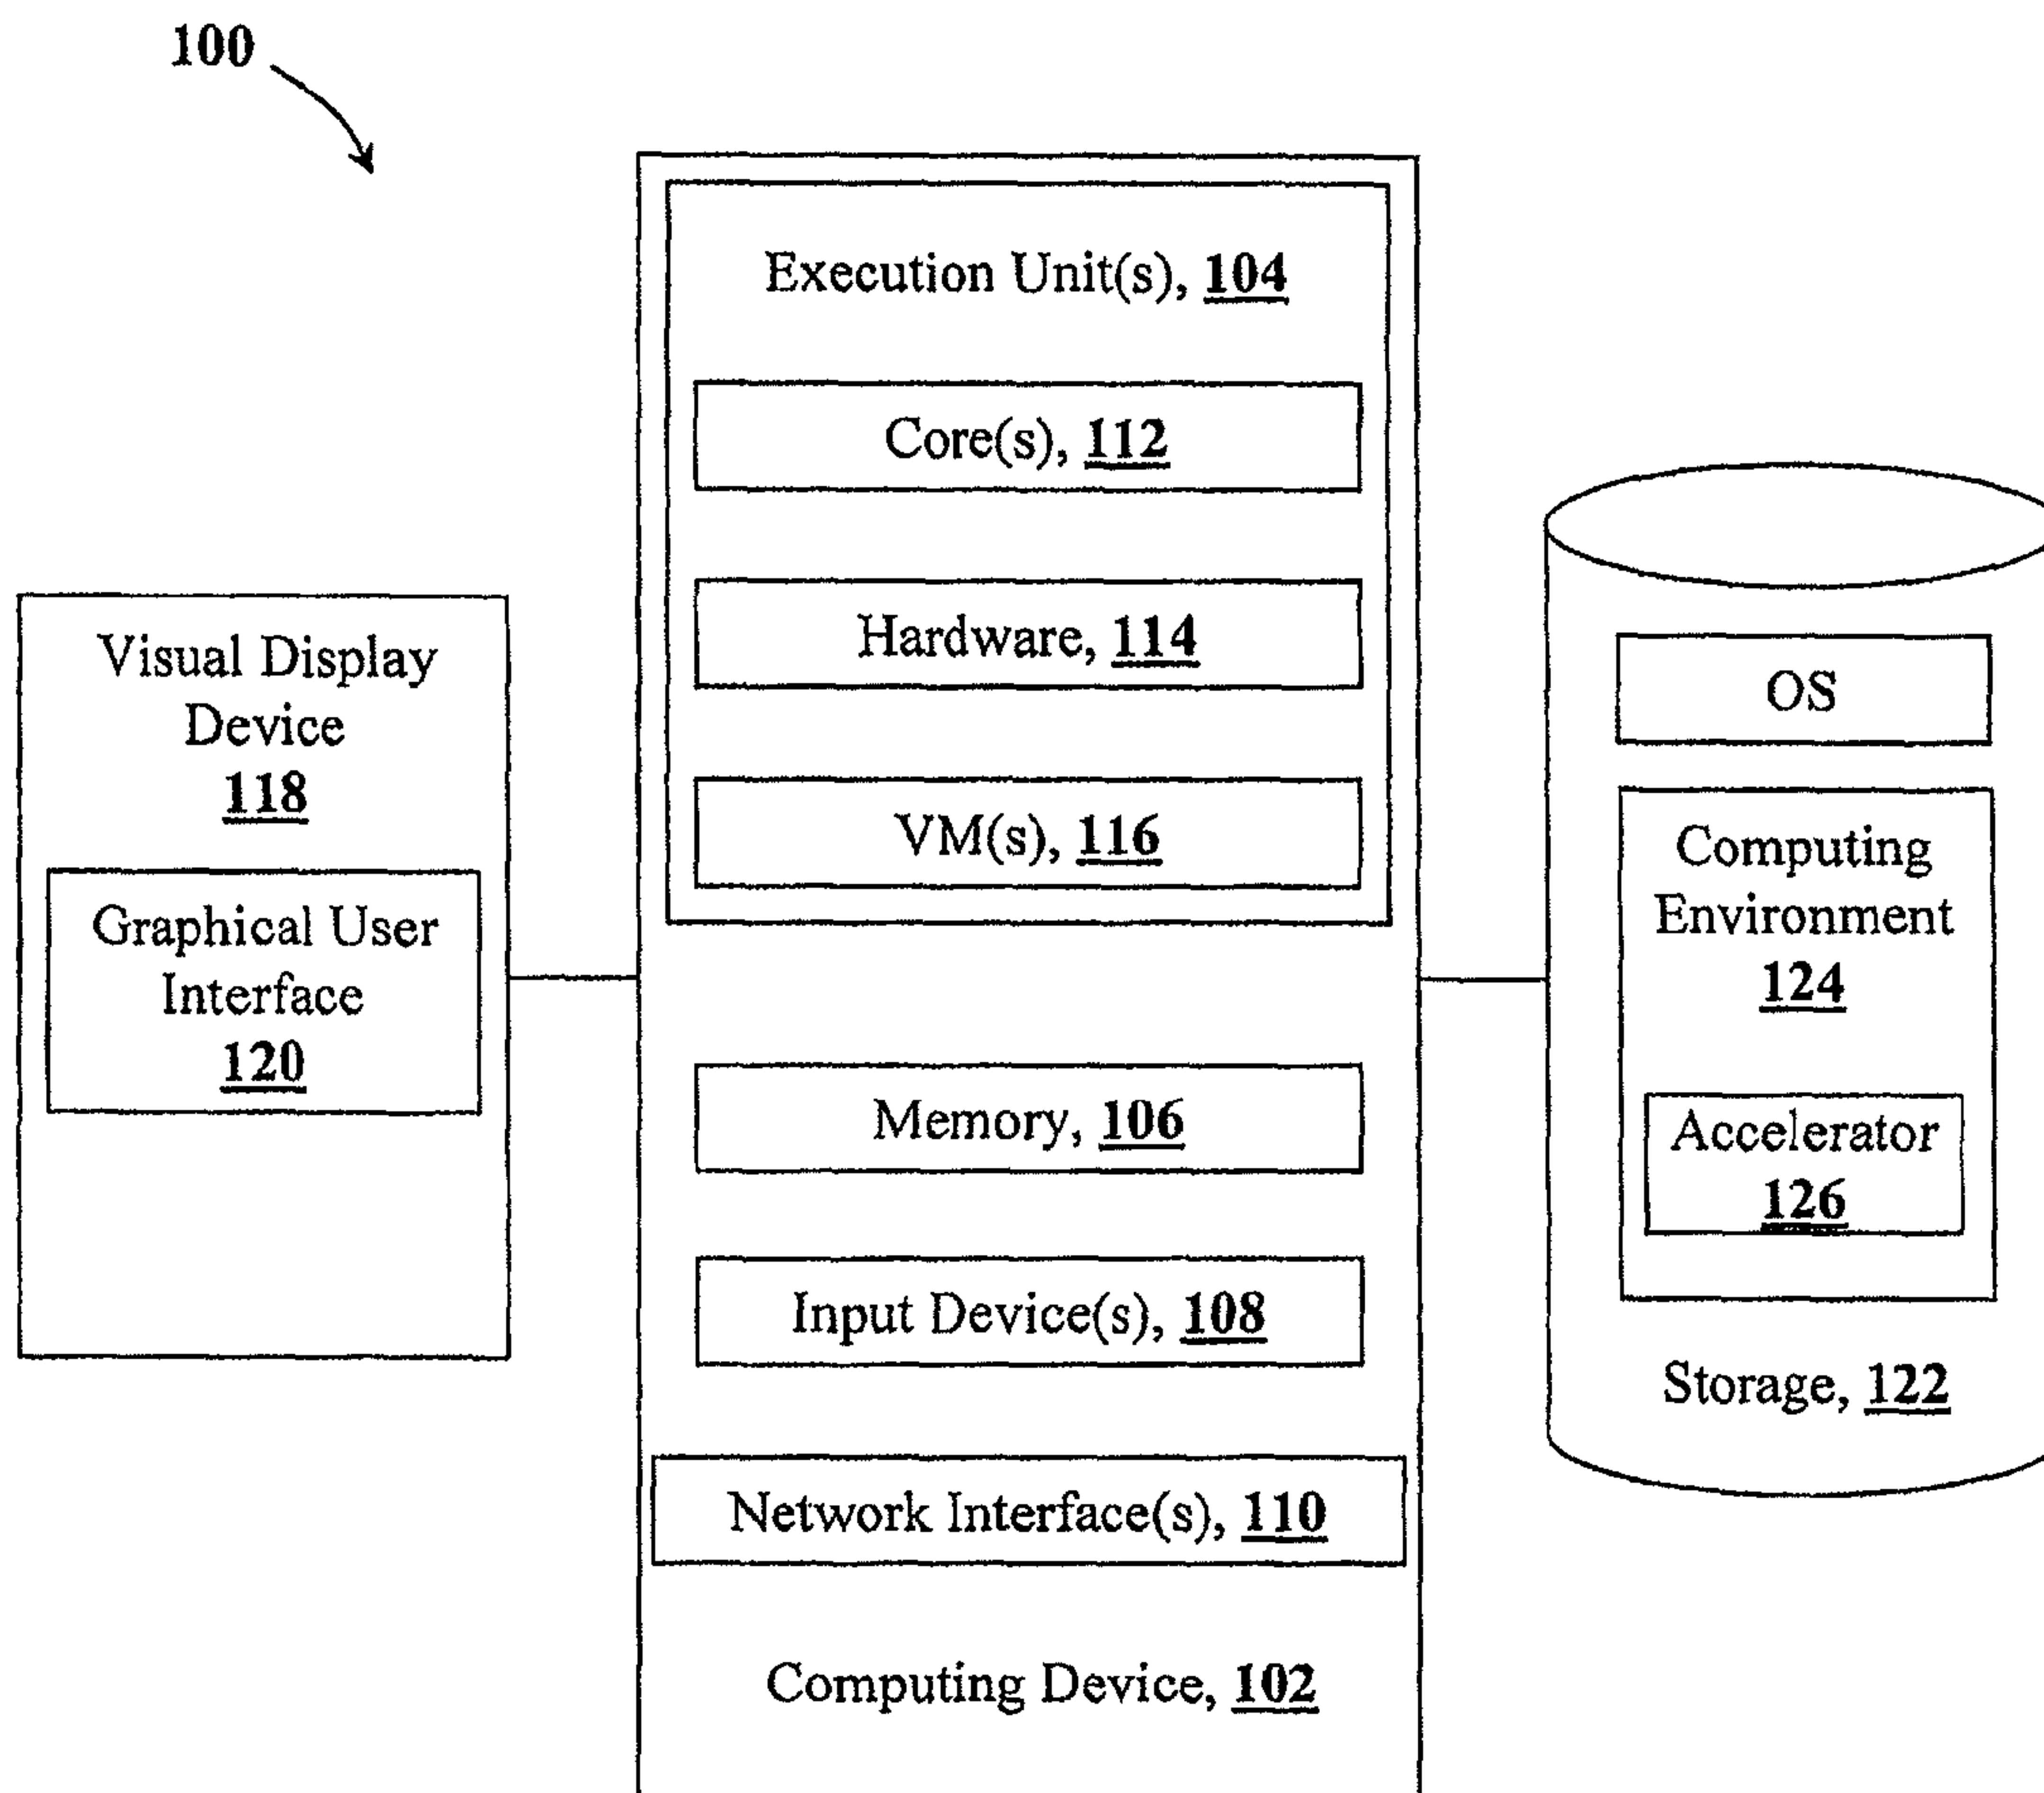 100
Execution Unit(s), 104
Core(s), 112
Hardware, 114
VM(s), 116
Memory, 106
Input Device(s), 108
Network Interface(s), 110
Computing Device, 102
Visual Display
Device
118
Graphical User
Interface
120
OS
Computing
Environment
124
Accelerator
126
Storage, 122